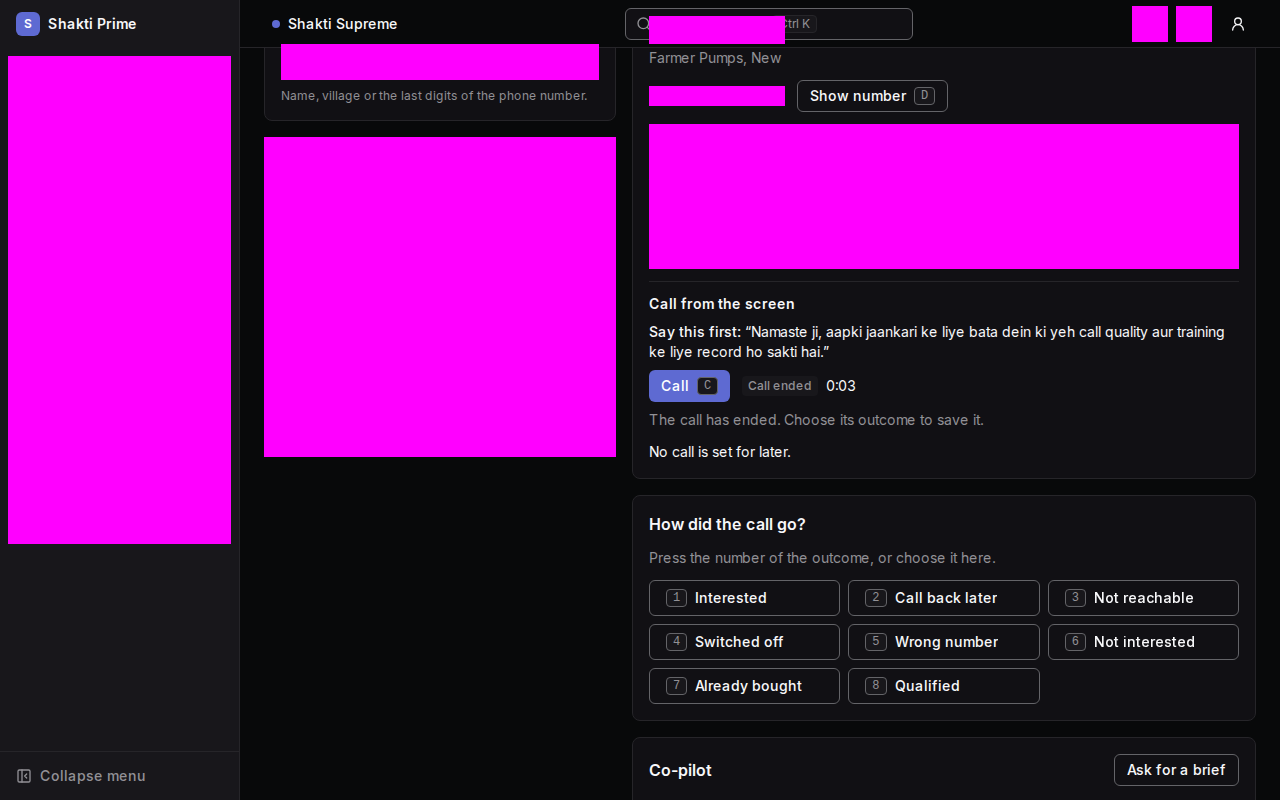 S Shakti Prime
Shakti Supreme
Ctrl K
Farmer Pumps, New
Name, village or the last digits of the phone number.
Show number D
Call from the screen
Say this first: “Namaste ji, aapki jaankari ke liye bata dein ki yeh call quality aur training
ke liye record ho sakti hai.”
Call C Call ended 0:03
The call has ended. Choose its outcome to save it.
No call is set for later.
How did the call go?
Press the number of the outcome, or choose it here.
1 Interested
2 Call back later
3 Not reachable
4 Switched off
5 Wrong number
6 Not interested
7 Already bought
8 Qualified
Co-pilot
Ask for a brief
Collapse menu